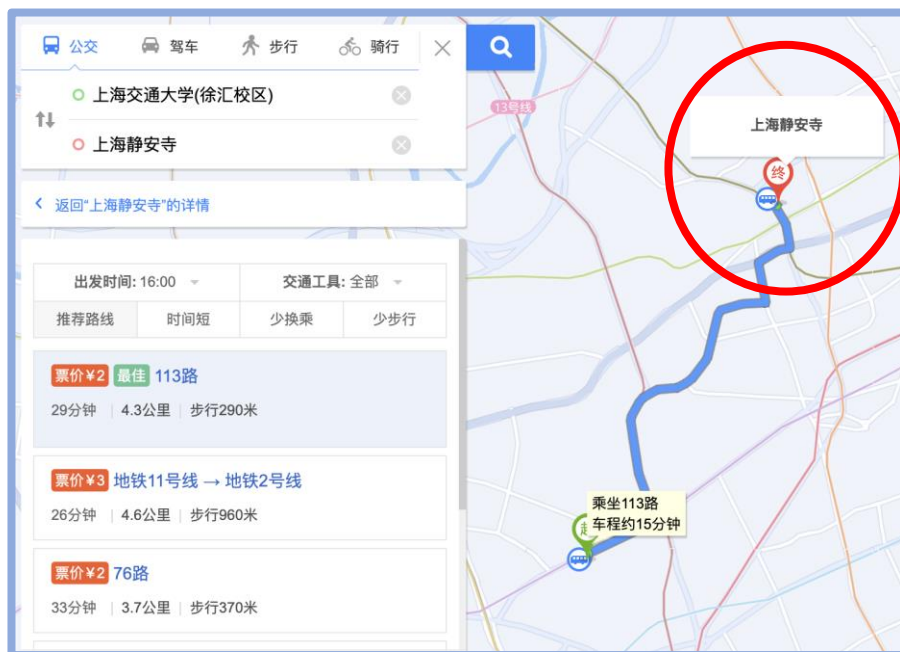 公交 驾车 步行 骑行
上海交通大学(徐汇校区)
上海静安寺
返回"上海静安寺"的详情
出发时间: 16:00 交通工具: 全部
推荐路线 时间短 少换乘 少步行
票价¥2 最佳 113路
29分钟 | 4.3公里 | 步行290米
票价¥3 地铁11号线 → 地铁2号线
26分钟 | 4.6公里 | 步行960米
票价¥2 76路
33分钟 | 3.7公里 | 步行370米
13号线
上海静安寺
终
乘坐113路
车程约15分钟